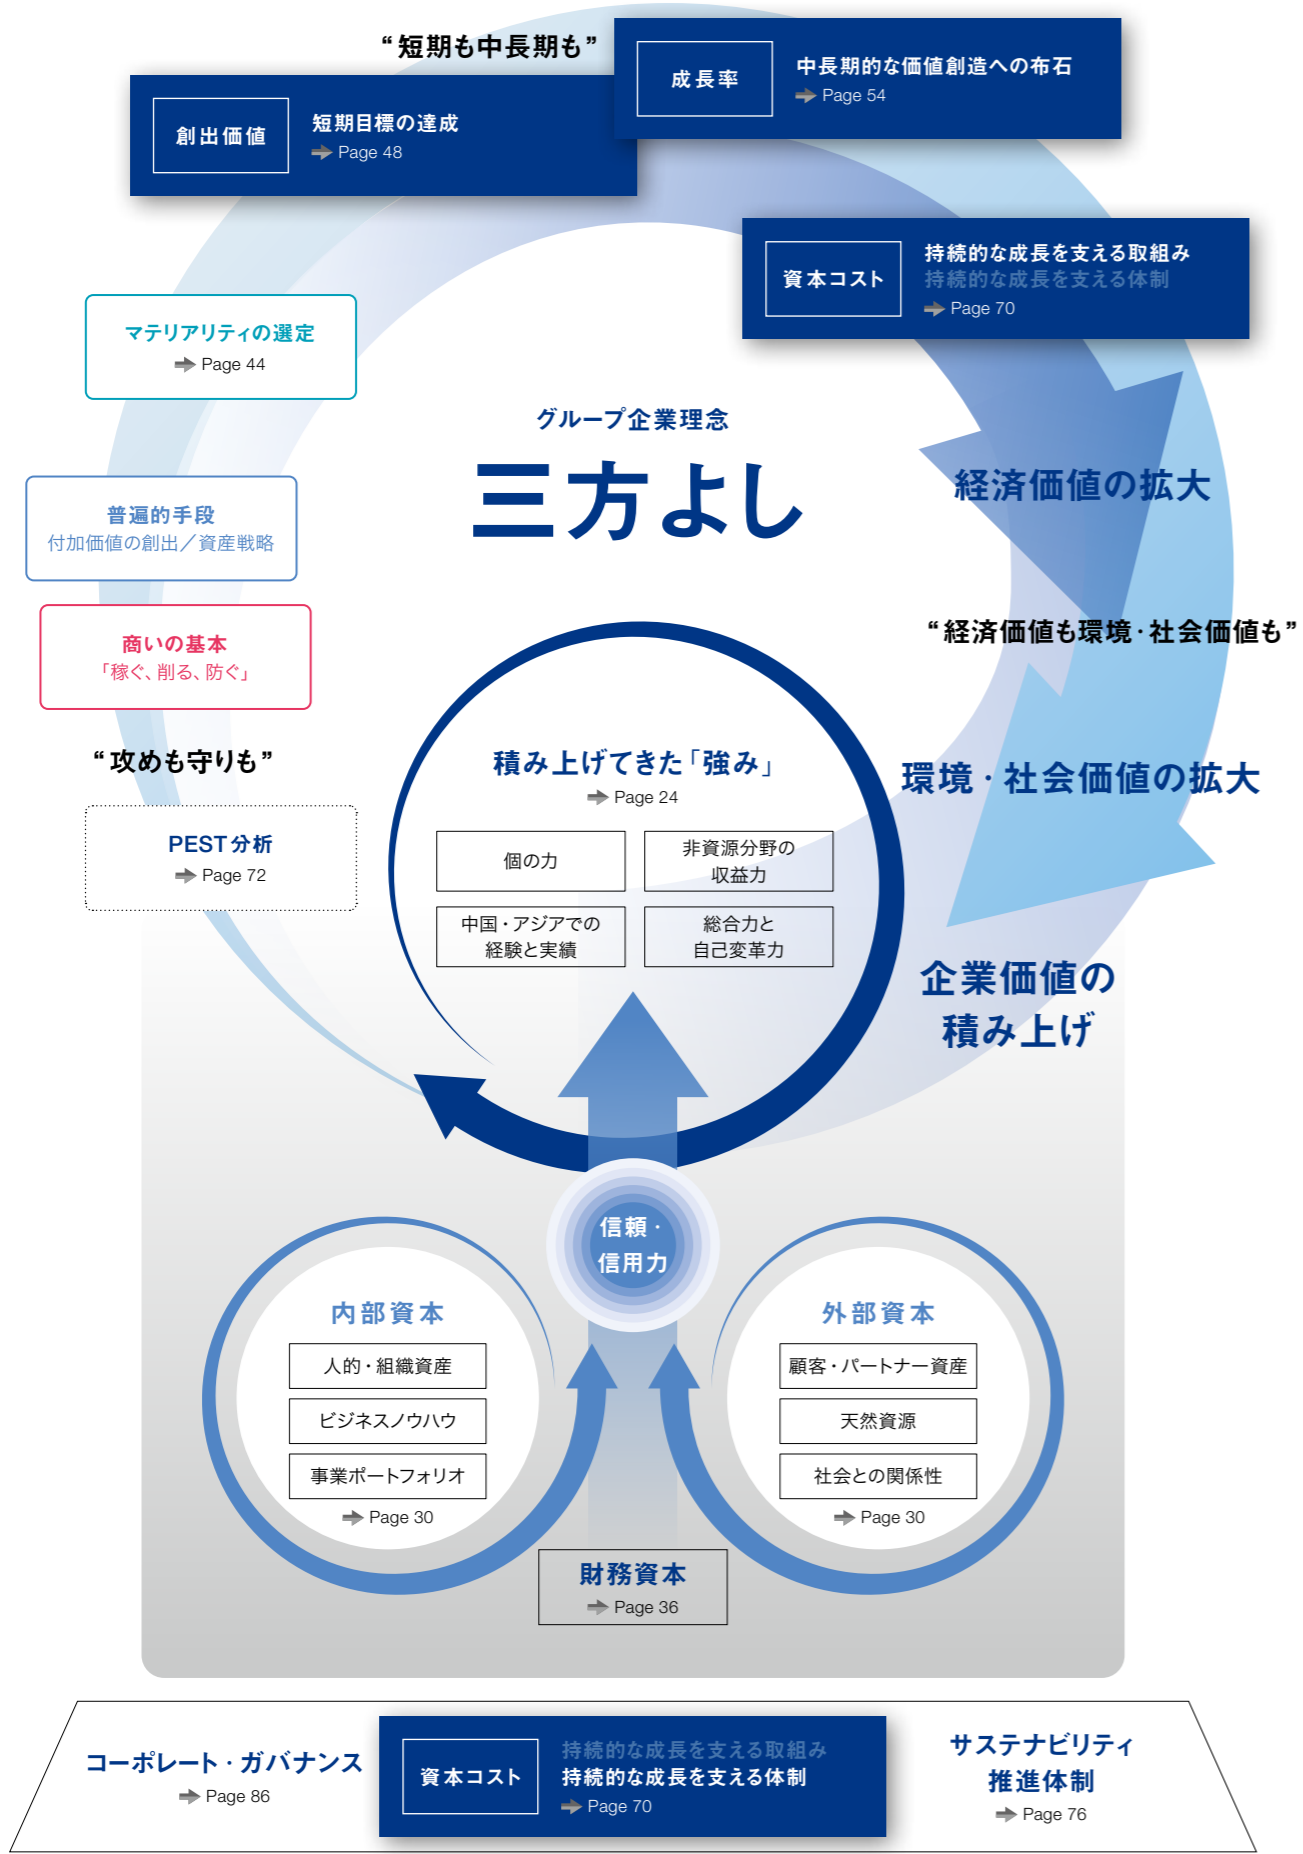 “短期も中長期も”
成長率
中長期的な価値創造への布石
Page 54
創出価値
短期目標の達成
Page 48
資本コスト
持続的な成長を支える取組み
持続的な成長を支える体制
Page 70
マテリアリティの選定
Page 44
グループ企業理念
三方よし
経済価値の拡大
普遍的手段
付加価値の創出／資産戦略
商いの基本
「稼ぐ、削る、防ぐ」
“経済価値も環境・社会価値も”
“攻めも守りも”
積み上げてきた「強み」
Page 24
環境・社会価値の拡大
PEST分析
Page 72
個の力
非資源分野の
収益力
中国・アジアでの
経験と実績
総合力と
自己変革力
企業価値の
積み上げ
信頼・
信用力
内部資本
人的・組織資産
ビジネスノウハウ
事業ポートフォリオ
Page 30
外部資本
顧客・パートナー資産
天然資源
社会との関係性
Page 30
財務資本
Page 36
コーポレート・ガバナンス
Page 86
資本コスト
持続的な成長を支える取組み
持続的な成長を支える体制
Page 70
サステナビリティ
推進体制
Page 76